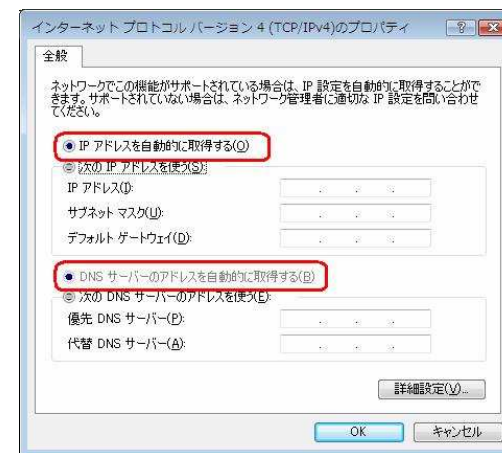 インターネット プロトコル バージョン 4 (TCP/IPv4)のプロパティ
全般
ネットワークでこの機能がサポートされている場合は、IP 設定を自動的に取得することがで
きます。サポートされていない場合は、ネットワーク管理者に適切な IP 設定を問い合わせ
てください。
IP アドレスを自動的に取得する(O)
次の IP アドレスを使う(S):
IP アドレス(I):
サブネット マスク(U):
デフォルト ゲートウェイ(D):
DNS サーバーのアドレスを自動的に取得する(B)
次の DNS サーバーのアドレスを使う(E):
優先 DNS サーバー(P):
代替 DNS サーバー(A):
詳細設定(V)...
OK
キャンセル